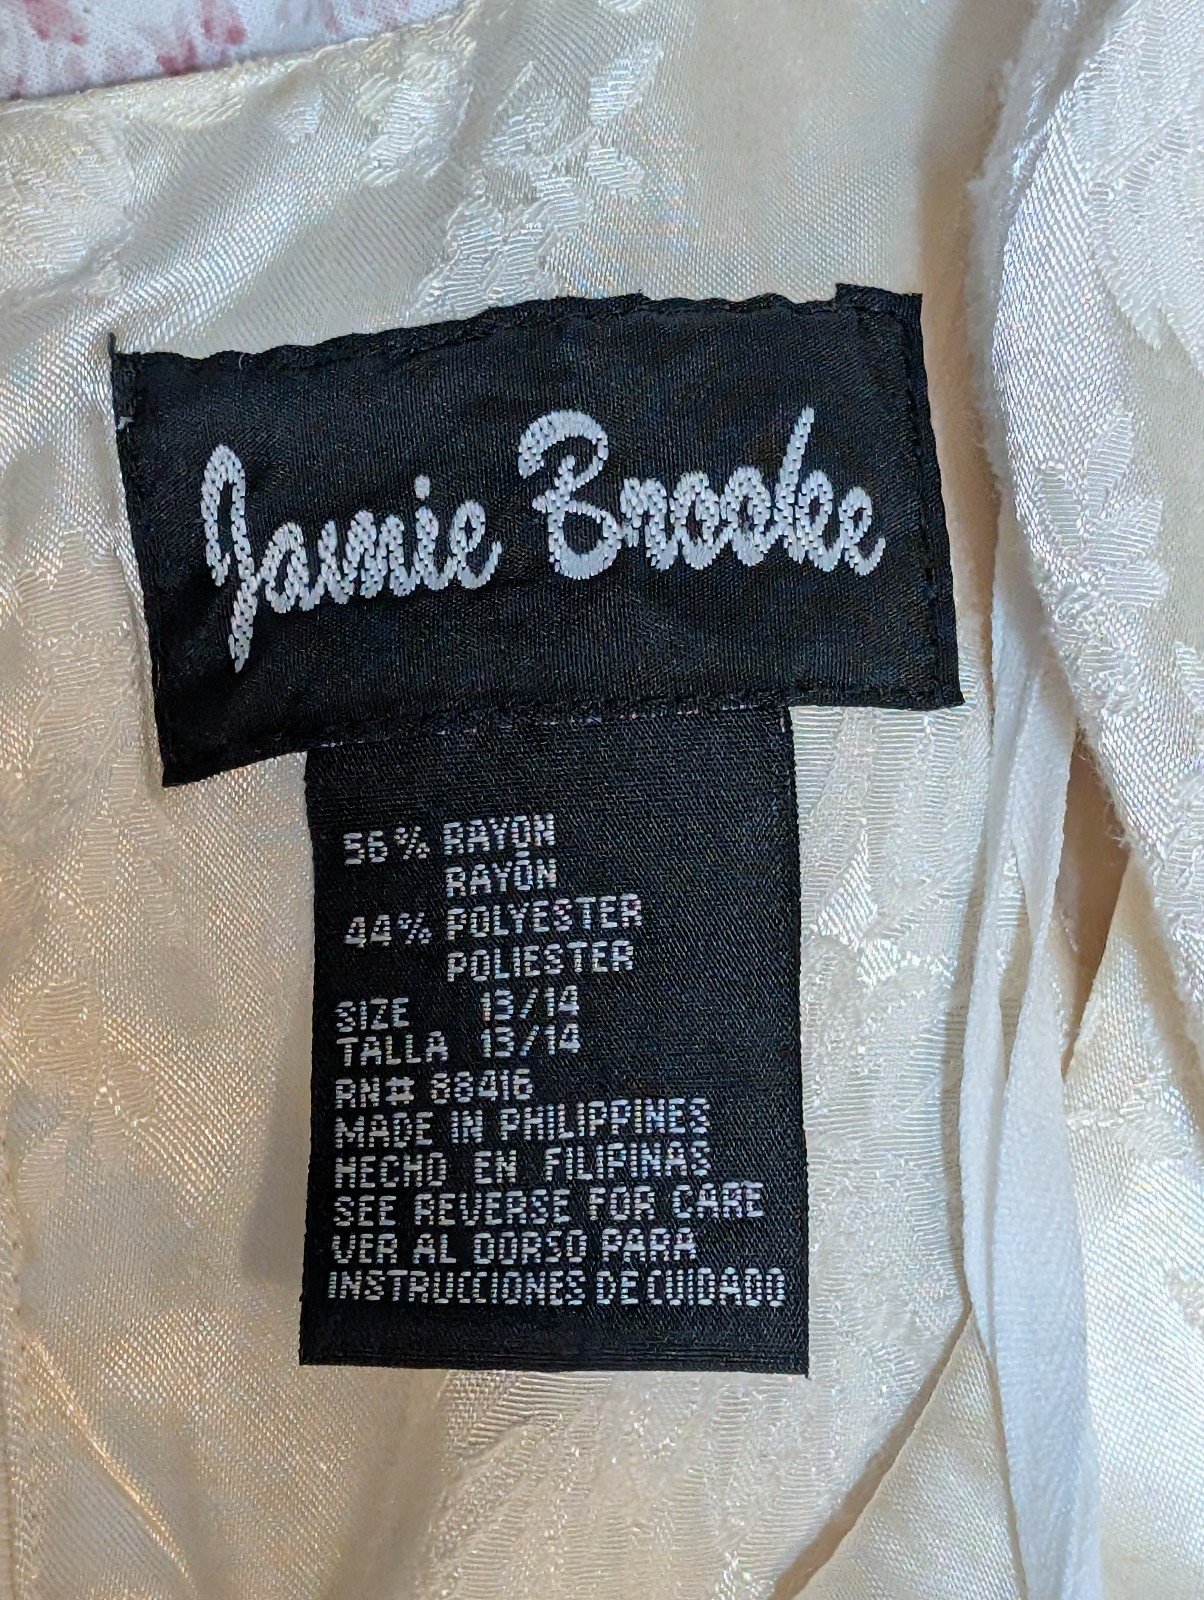 Jamie Brooke
56% RAYON
RAYÓN
44% POLYESTER
POLIESTER
SIZE 13/14
TALLA 13/14
RN# 88416
MADE IN PHILIPPINES
HECHO EN FILIPINAS
SEE REVERSE FOR CARE
VER AL DORSO PARA
INSTRUCCIONES DE CUIDADO